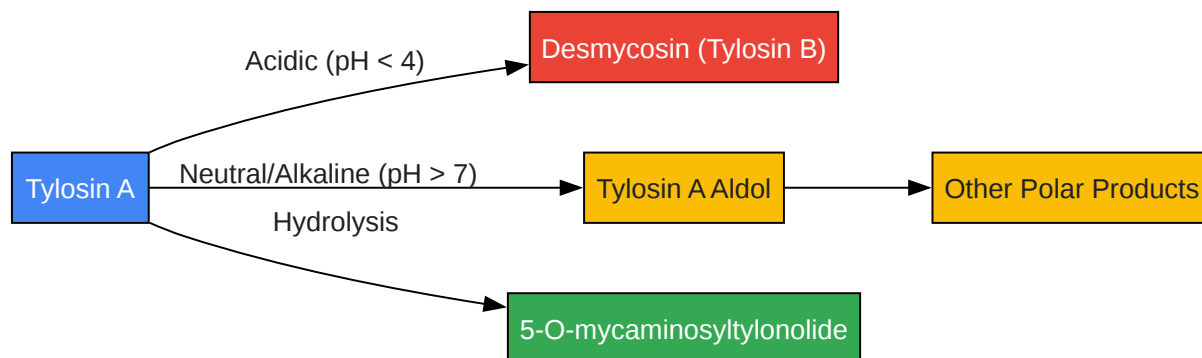 Desmycosin (Tylosin B)
Acidic (pH < 4)
Tylosin A
Neutral/Alkaline (pH > 7)
Tylosin A Aldol
Other Polar Products
Hydrolysis
5-O-mycaminosyltylonolide